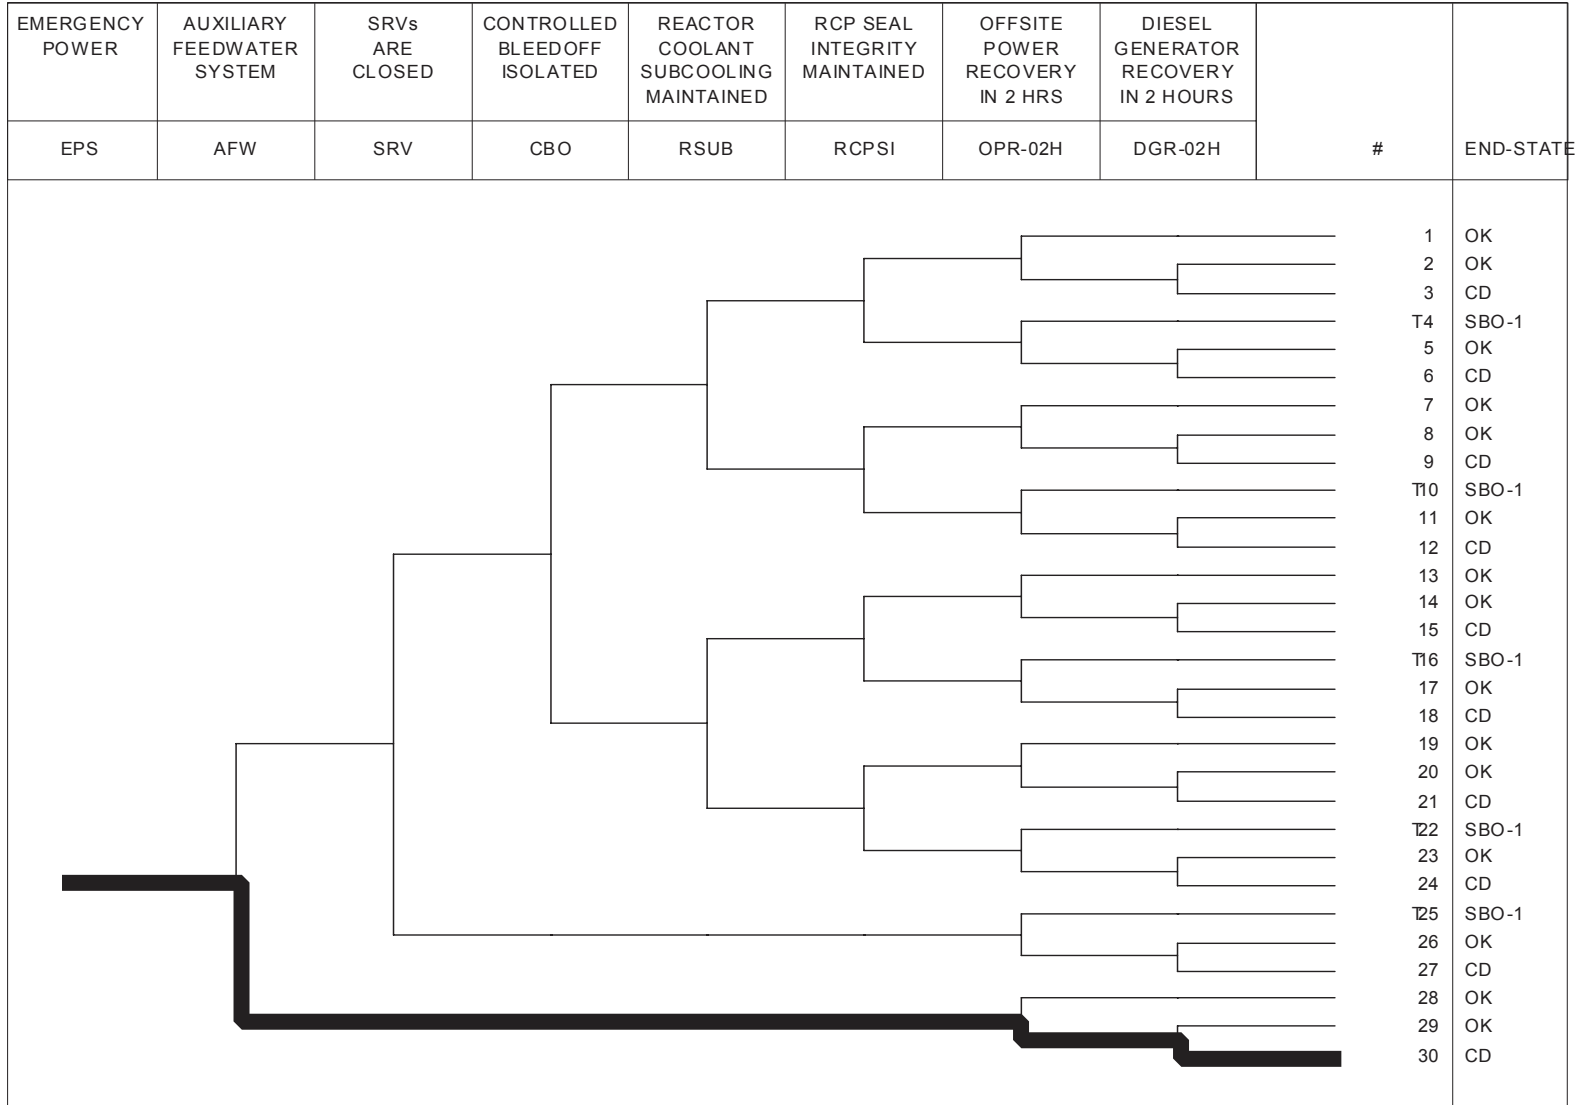 EMERGENCY
POWER
AUXILIARY
FEEDWATER
SYSTEM
SRVs
ARE
CLOSED
CONTROLLED
BLEEDOFF
ISOLATED
REACTOR
COOLANT
SUBCOOLING
MAINTAINED
RCP SEAL
INTEGRITY
MAINTAINED
OFFSITE
POWER
RECOVERY
IN 2 HRS
DIESEL
GENERATOR
RECOVERY
IN 2 HOURS
EPS AFW SRV CBO RSUB RCPSI OPR-02H DGR-02H # END-STATE
1 OK
2 OK
3 CD
T4 SBO-1
5 OK
6 CD
7 OK
8 OK
9 CD
T10 SBO-1
11 OK
12 CD
13 OK
14 OK
15 CD
T16 SBO-1
17 OK
18 CD
19 OK
20 OK
21 CD
T22 SBO-1
23 OK
24 CD
T25 SBO-1
26 OK
27 CD
28 OK
29 OK
30 CD